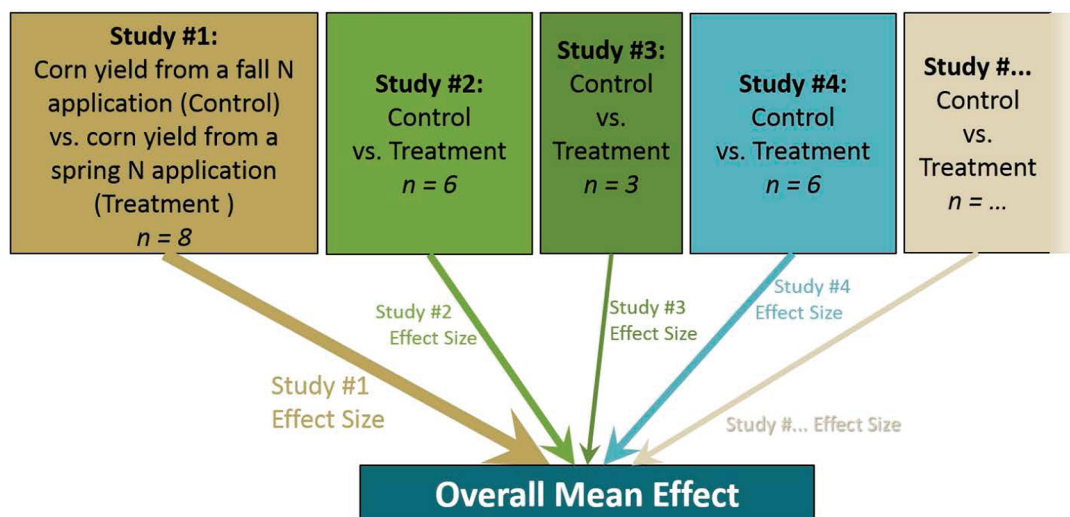 Study #1:
Corn yield from a fall N
application (Control)
vs. corn yield from a
spring N application
(Treatment )
n = 8
Study #2:
Control
vs. Treatment
n = 6
Study #3:
Control
vs.
Treatment
n = 3
Study #4:
Control
vs. Treatment
n = 6
Study #...
Control
vs.
Treatment
n = ...
Study #1
Effect Size
Study #2
Effect Size
Study #3
Effect Size
Study #4
Effect Size
Study #... Effect Size
Overall Mean Effect